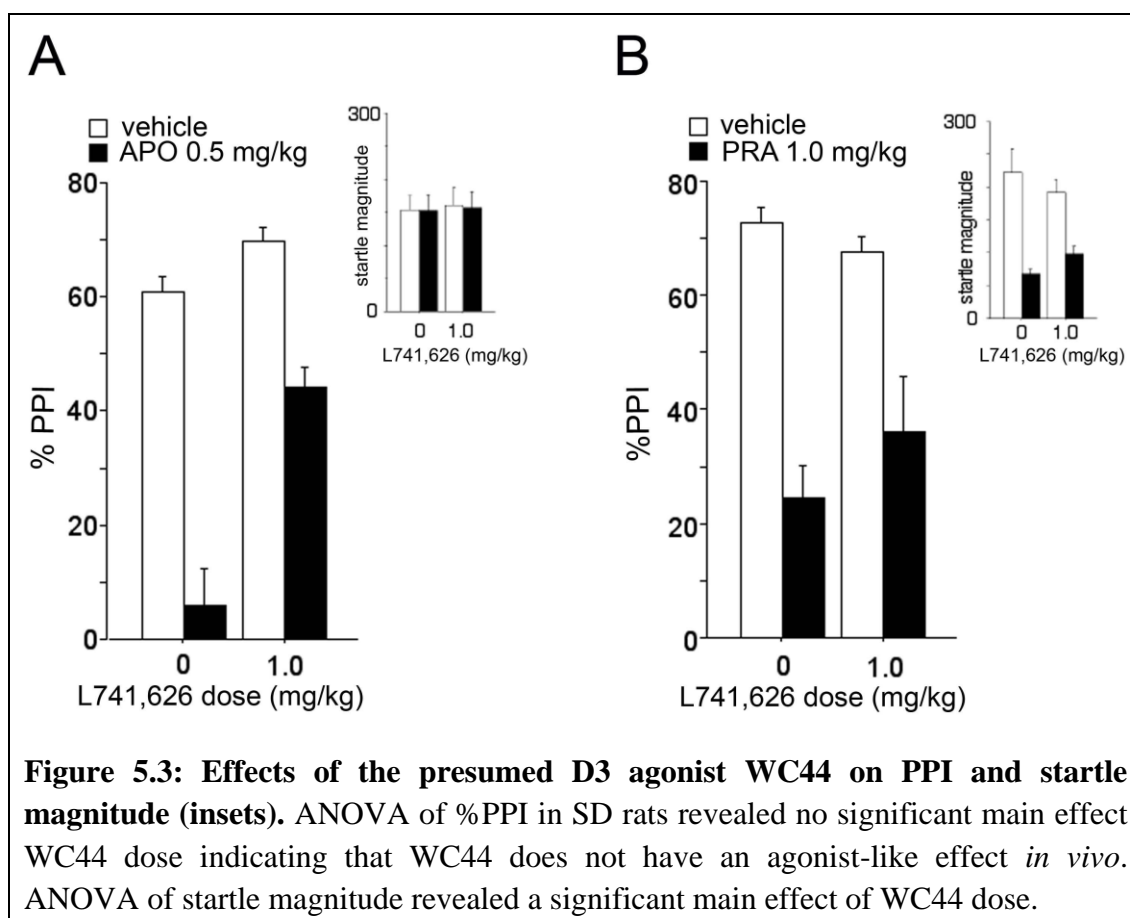 A
B
vehicle
APO 0.5 mg/kg
300
startle magnitude
0
0 1.0
L741,626 (mg/kg)
80
60
40
20
0
% PPI
0 1.0
L741,626 dose (mg/kg)
vehicle
PRA 1.0 mg/kg
300
startle magnitude
0
0 1.0
L741,626 (mg/kg)
80
60
40
20
0
%PPI
0 1.0
L741,626 dose (mg/kg)
Figure 5.3: Effects of the presumed D3 agonist WC44 on PPI and startle
magnitude (insets). ANOVA of %PPI in SD rats revealed no significant main effect
WC44 dose indicating that WC44 does not have an agonist-like effect in vivo.
ANOVA of startle magnitude revealed a significant main effect of WC44 dose.